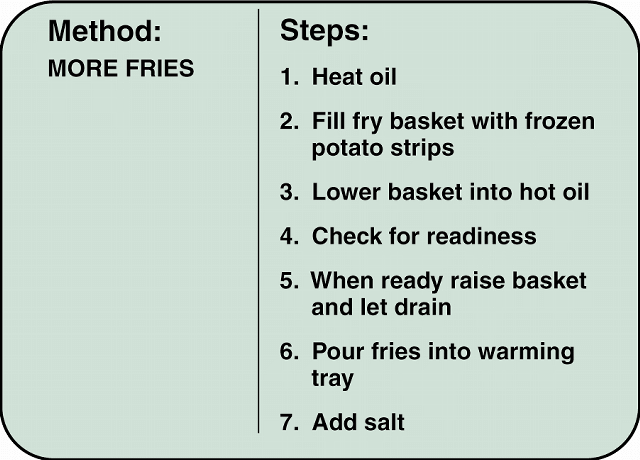 Method:
MORE FRIES
Steps:
1. Heat oil
2. Fill fry basket with frozen
potato strips
3. Lower basket into hot oil
4. Check for readiness
5. When ready raise basket
and let drain
6. Pour fries into warming
tray
7. Add salt